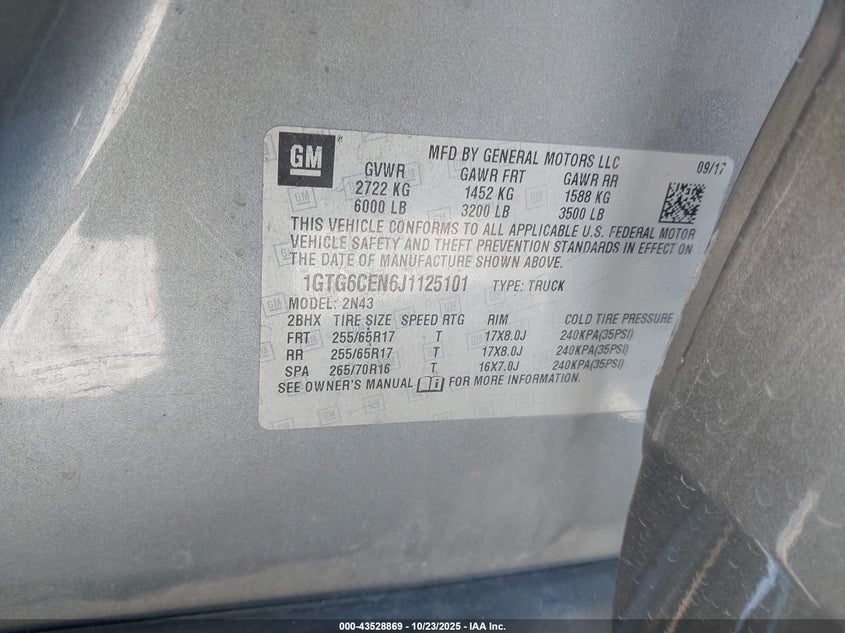 GM
MFD BY GENERAL MOTORS LLC 09/17
GVWR GAWR FRT GAWR RR
2722 KG 1452 KG 1588 KG
6000 LB 3200 LB 3500 LB
THIS VEHICLE CONFORMS TO ALL APPLICABLE U.S. FEDERAL MOTOR
VEHICLE SAFETY AND THEFT PREVENTION STANDARDS IN EFFECT ON
THE DATE OF MANUFACTURE SHOWN ABOVE.
1GTG6CEN6J1125101 TYPE: TRUCK
MODEL: 2N43
2BHX TIRE SIZE SPEED RTG RIM COLD TIRE PRESSURE
FRT 255/65R17 T 17X8.0J 240KPA(35PSI)
RR 255/65R17 T 17X8.0J 240KPA(35PSI)
SPA 265/70R16 T 16X7.0J 240KPA(35PSI)
SEE OWNER'S MANUAL FOR MORE INFORMATION.
000-43528869 - 10/23/2025 - IAA Inc.